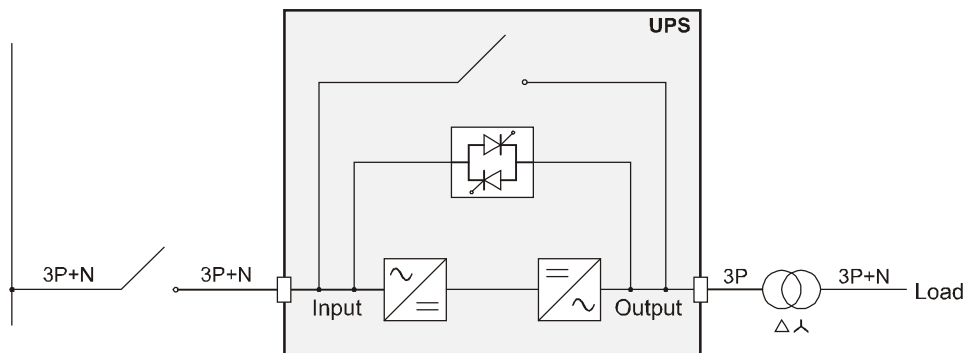 UPS
3P+N
3P+N
Input
Output
3P
3P+N
Load